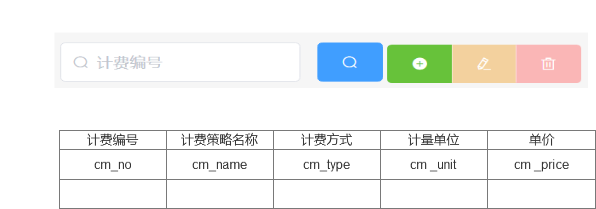 计费编号
计费编号 计费策略名称 计费方式 计量单位 单价
cm_no cm_name cm_type cm _unit cm _price